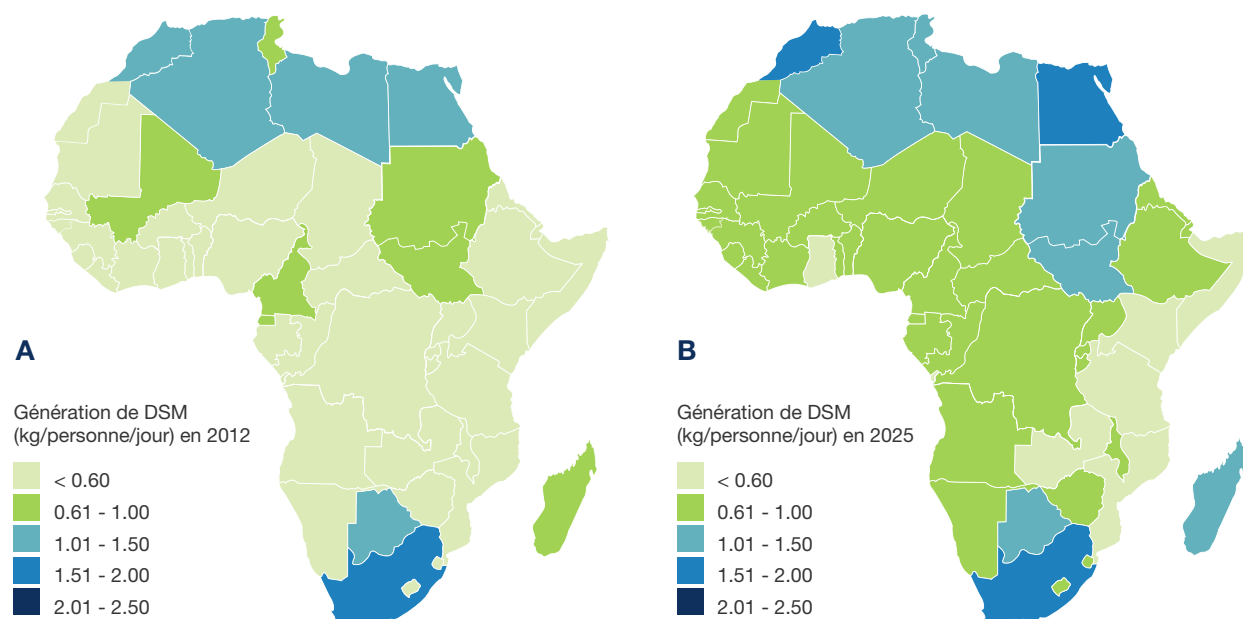 A
Génération de DSM
(kg/personne/jour) en 2012
< 0.60
0.61 - 1.00
1.01 - 1.50
1.51 - 2.00
2.01 - 2.50
B
Génération de DSM
(kg/personne/jour) en 2025
< 0.60
0.61 - 1.00
1.01 - 1.50
1.51 - 2.00
2.01 - 2.50